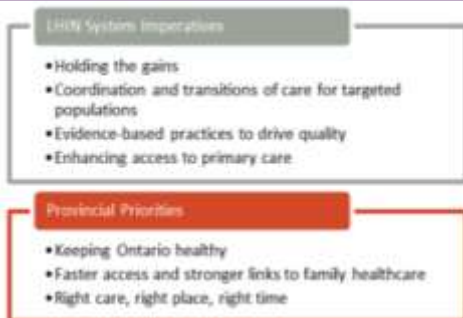 LHIN System Imperatives
• Holding the gains
• Coordination and transitions of care for targeted
populations
• Evidence-based practices to drive quality
• Enhancing access to primary care
Provincial Priorities
• Keeping Ontario healthy
• Faster access and stronger links to family healthcare
• Right care, right place, right time